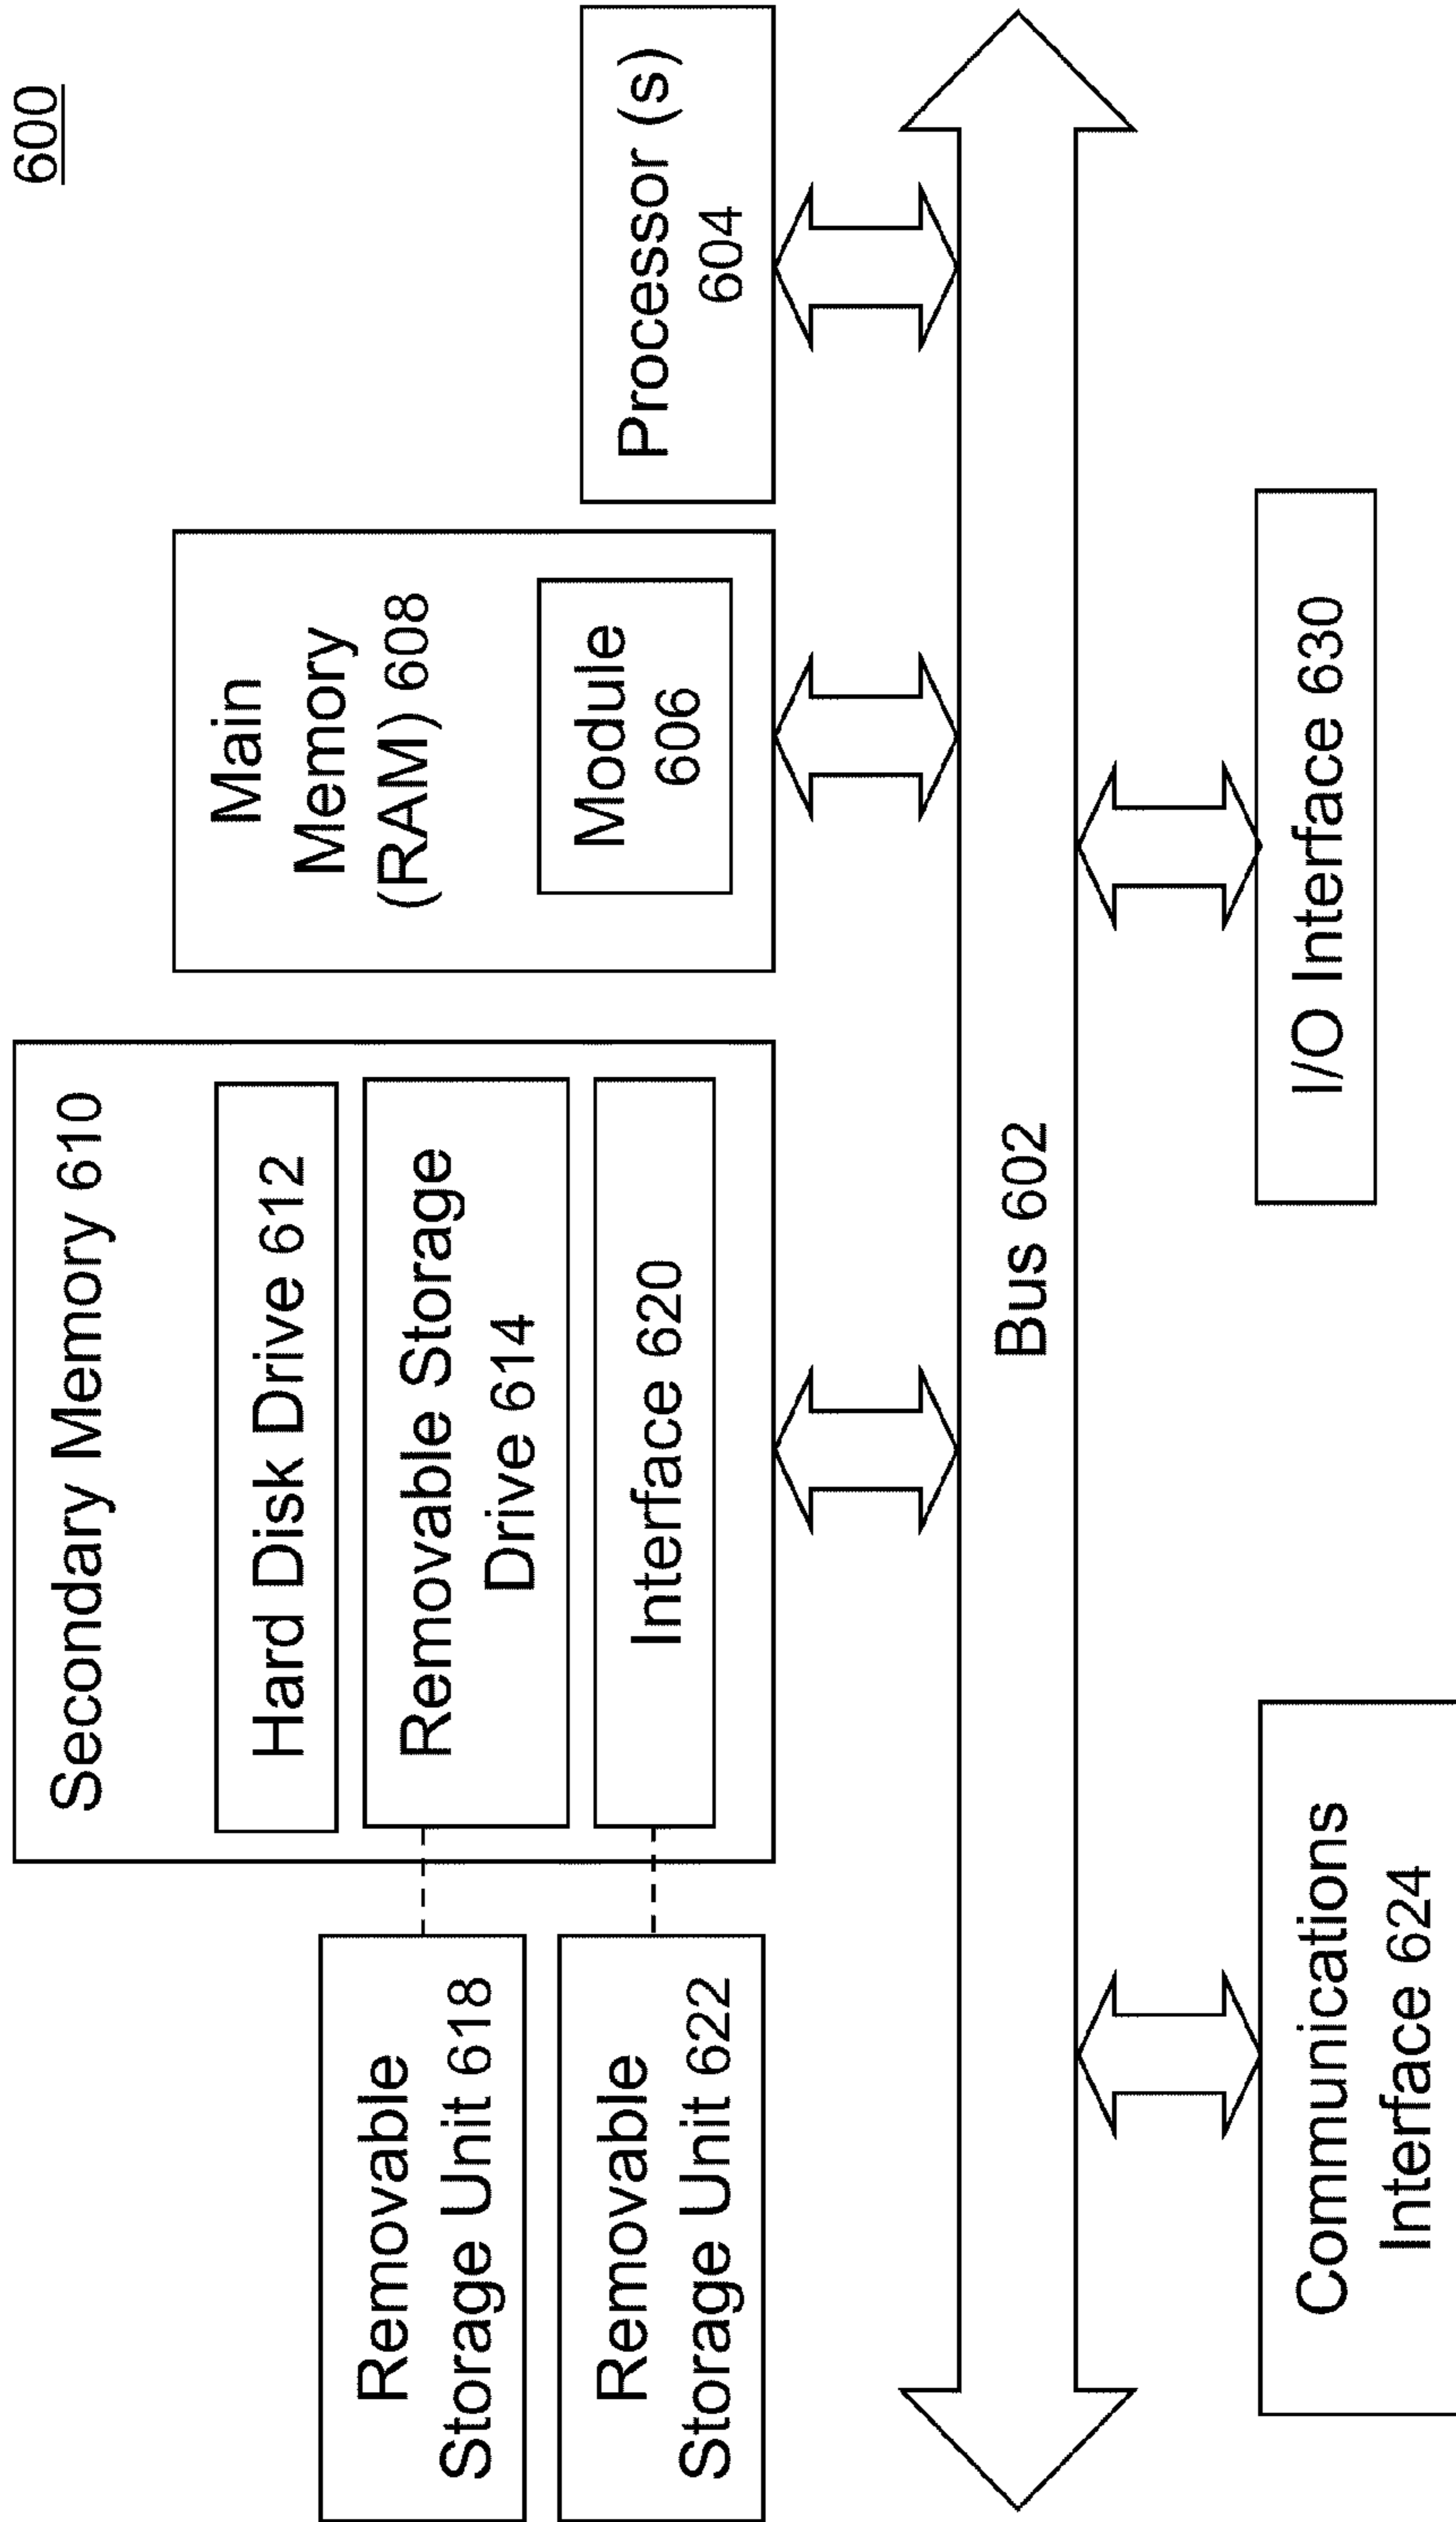 600
Removable
Storage Unit 618
Removable
Storage Unit 622
Secondary Memory 610
Hard Disk Drive 612
Removable Storage
Drive 614
Interface 620
Main
Memory
(RAM) 608
Module
606
Processor (s)
604
Bus 602
Communications
Interface 624
I/O Interface 630